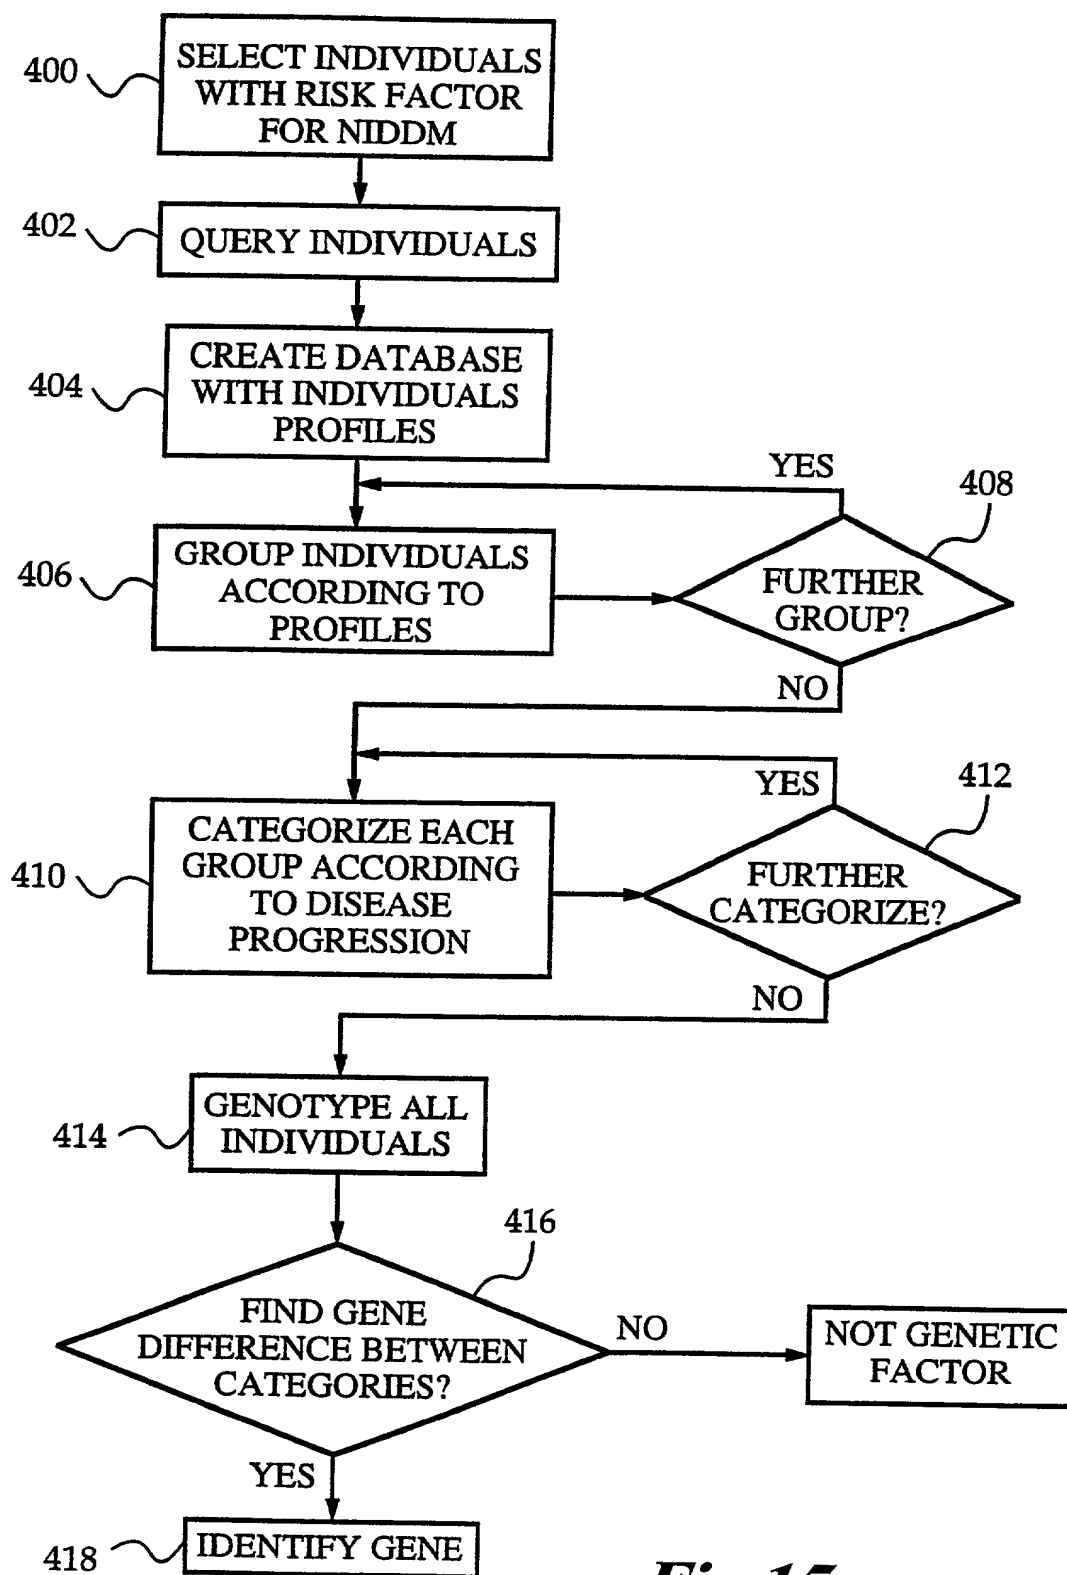 400
SELECT INDIVIDUALS
WITH RISK FACTOR
FOR NIDDM
402
QUERY INDIVIDUALS
404
CREATE DATABASE
WITH INDIVIDUALS
PROFILES
YES
408
406
GROUP INDIVIDUALS
ACCORDING TO
PROFILES
FURTHER
GROUP?
NO
YES
412
410
CATEGORIZE EACH
GROUP ACCORDING
TO DISEASE
PROGRESSION
FURTHER
CATEGORIZE?
NO
414
GENOTYPE ALL
INDIVIDUALS
416
FIND GENE
DIFFERENCE BETWEEN
CATEGORIES?
NO
NOT GENETIC
FACTOR
YES
418
IDENTIFY GENE
Fig 15